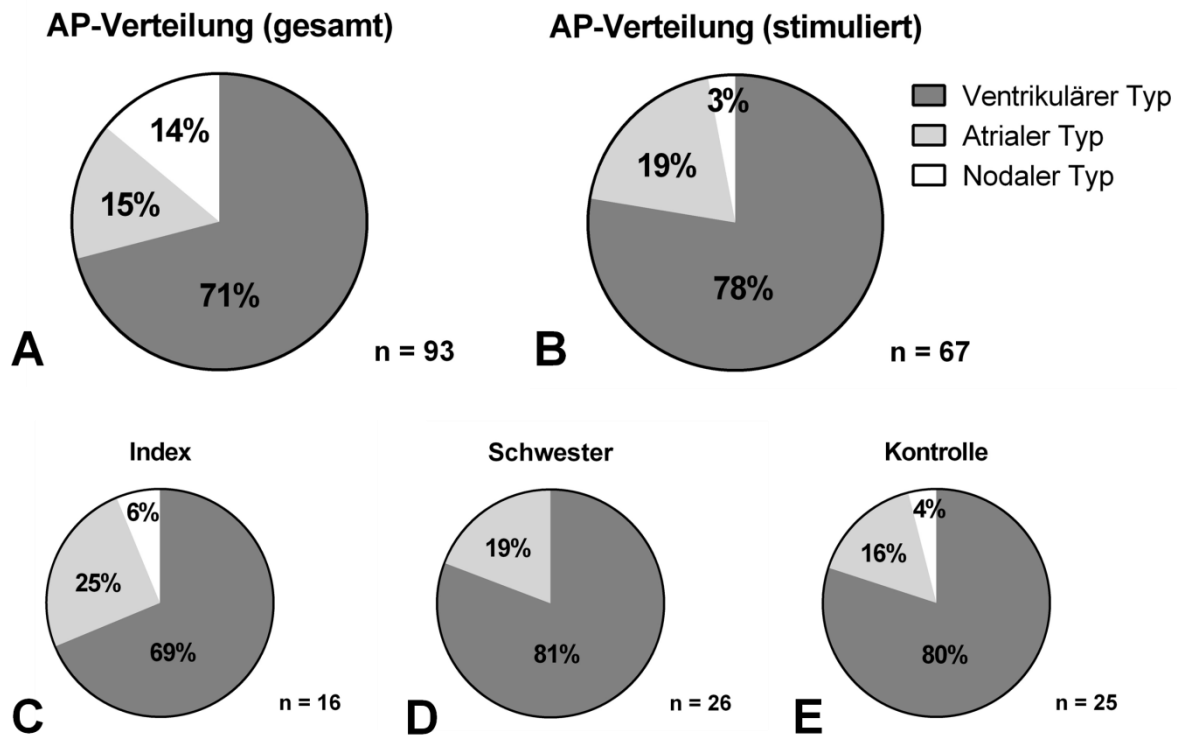 AP-Verteilung (gesamt)
14%
15%
71%
A
n = 93
AP-Verteilung (stimuliert)
3%
19%
78%
B
n = 67
Ventrikulärer Typ
Atrialer Typ
Nodaler Typ
Index
6%
25%
69%
C
n = 16
Schwester
19%
81%
D
n = 26
Kontrolle
4%
16%
80%
E
n = 25